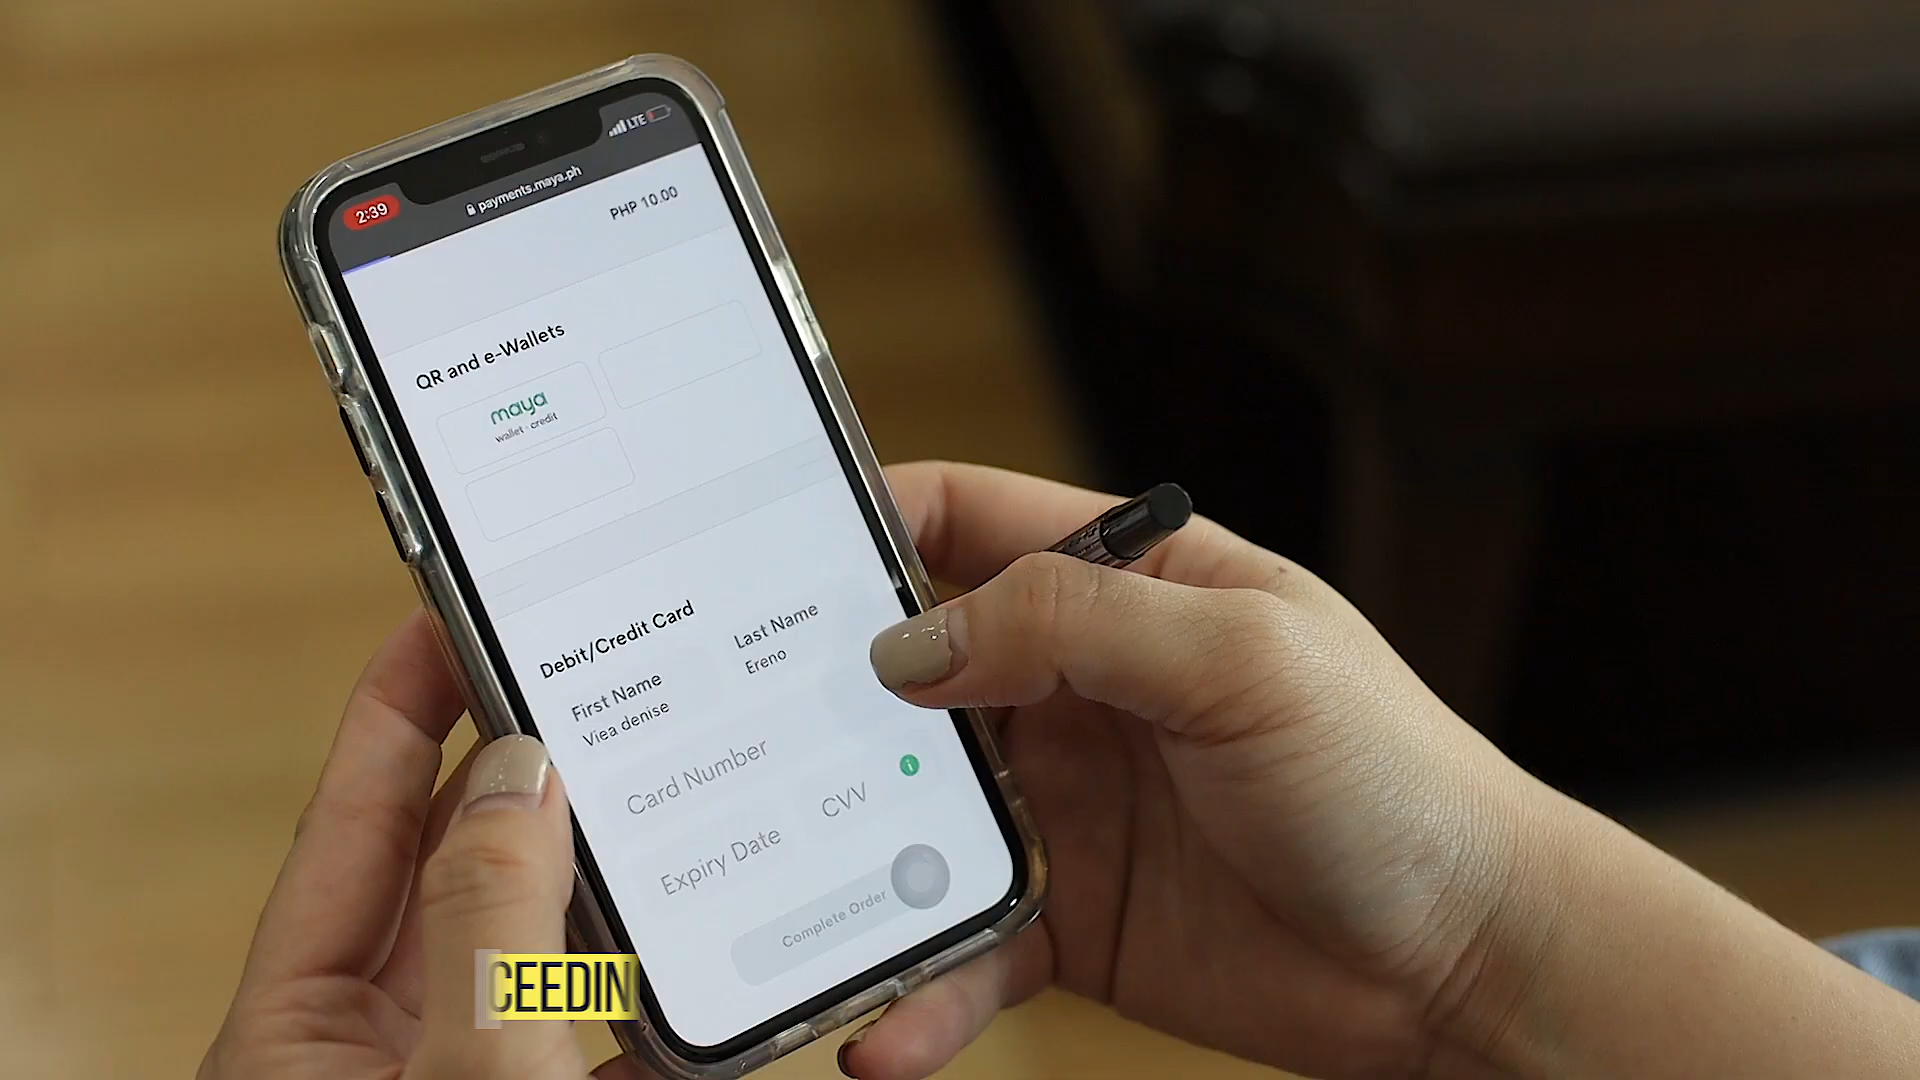 2:39
LTE
payments.maya.ph
PHP 10.00
QR and e-Wallets
maya
wallet · credit
Debit/Credit Card
First Name
Last Name
Viea denise
Ereno
Card Number
Expiry Date
CVV
Complete Order
CEEDIN